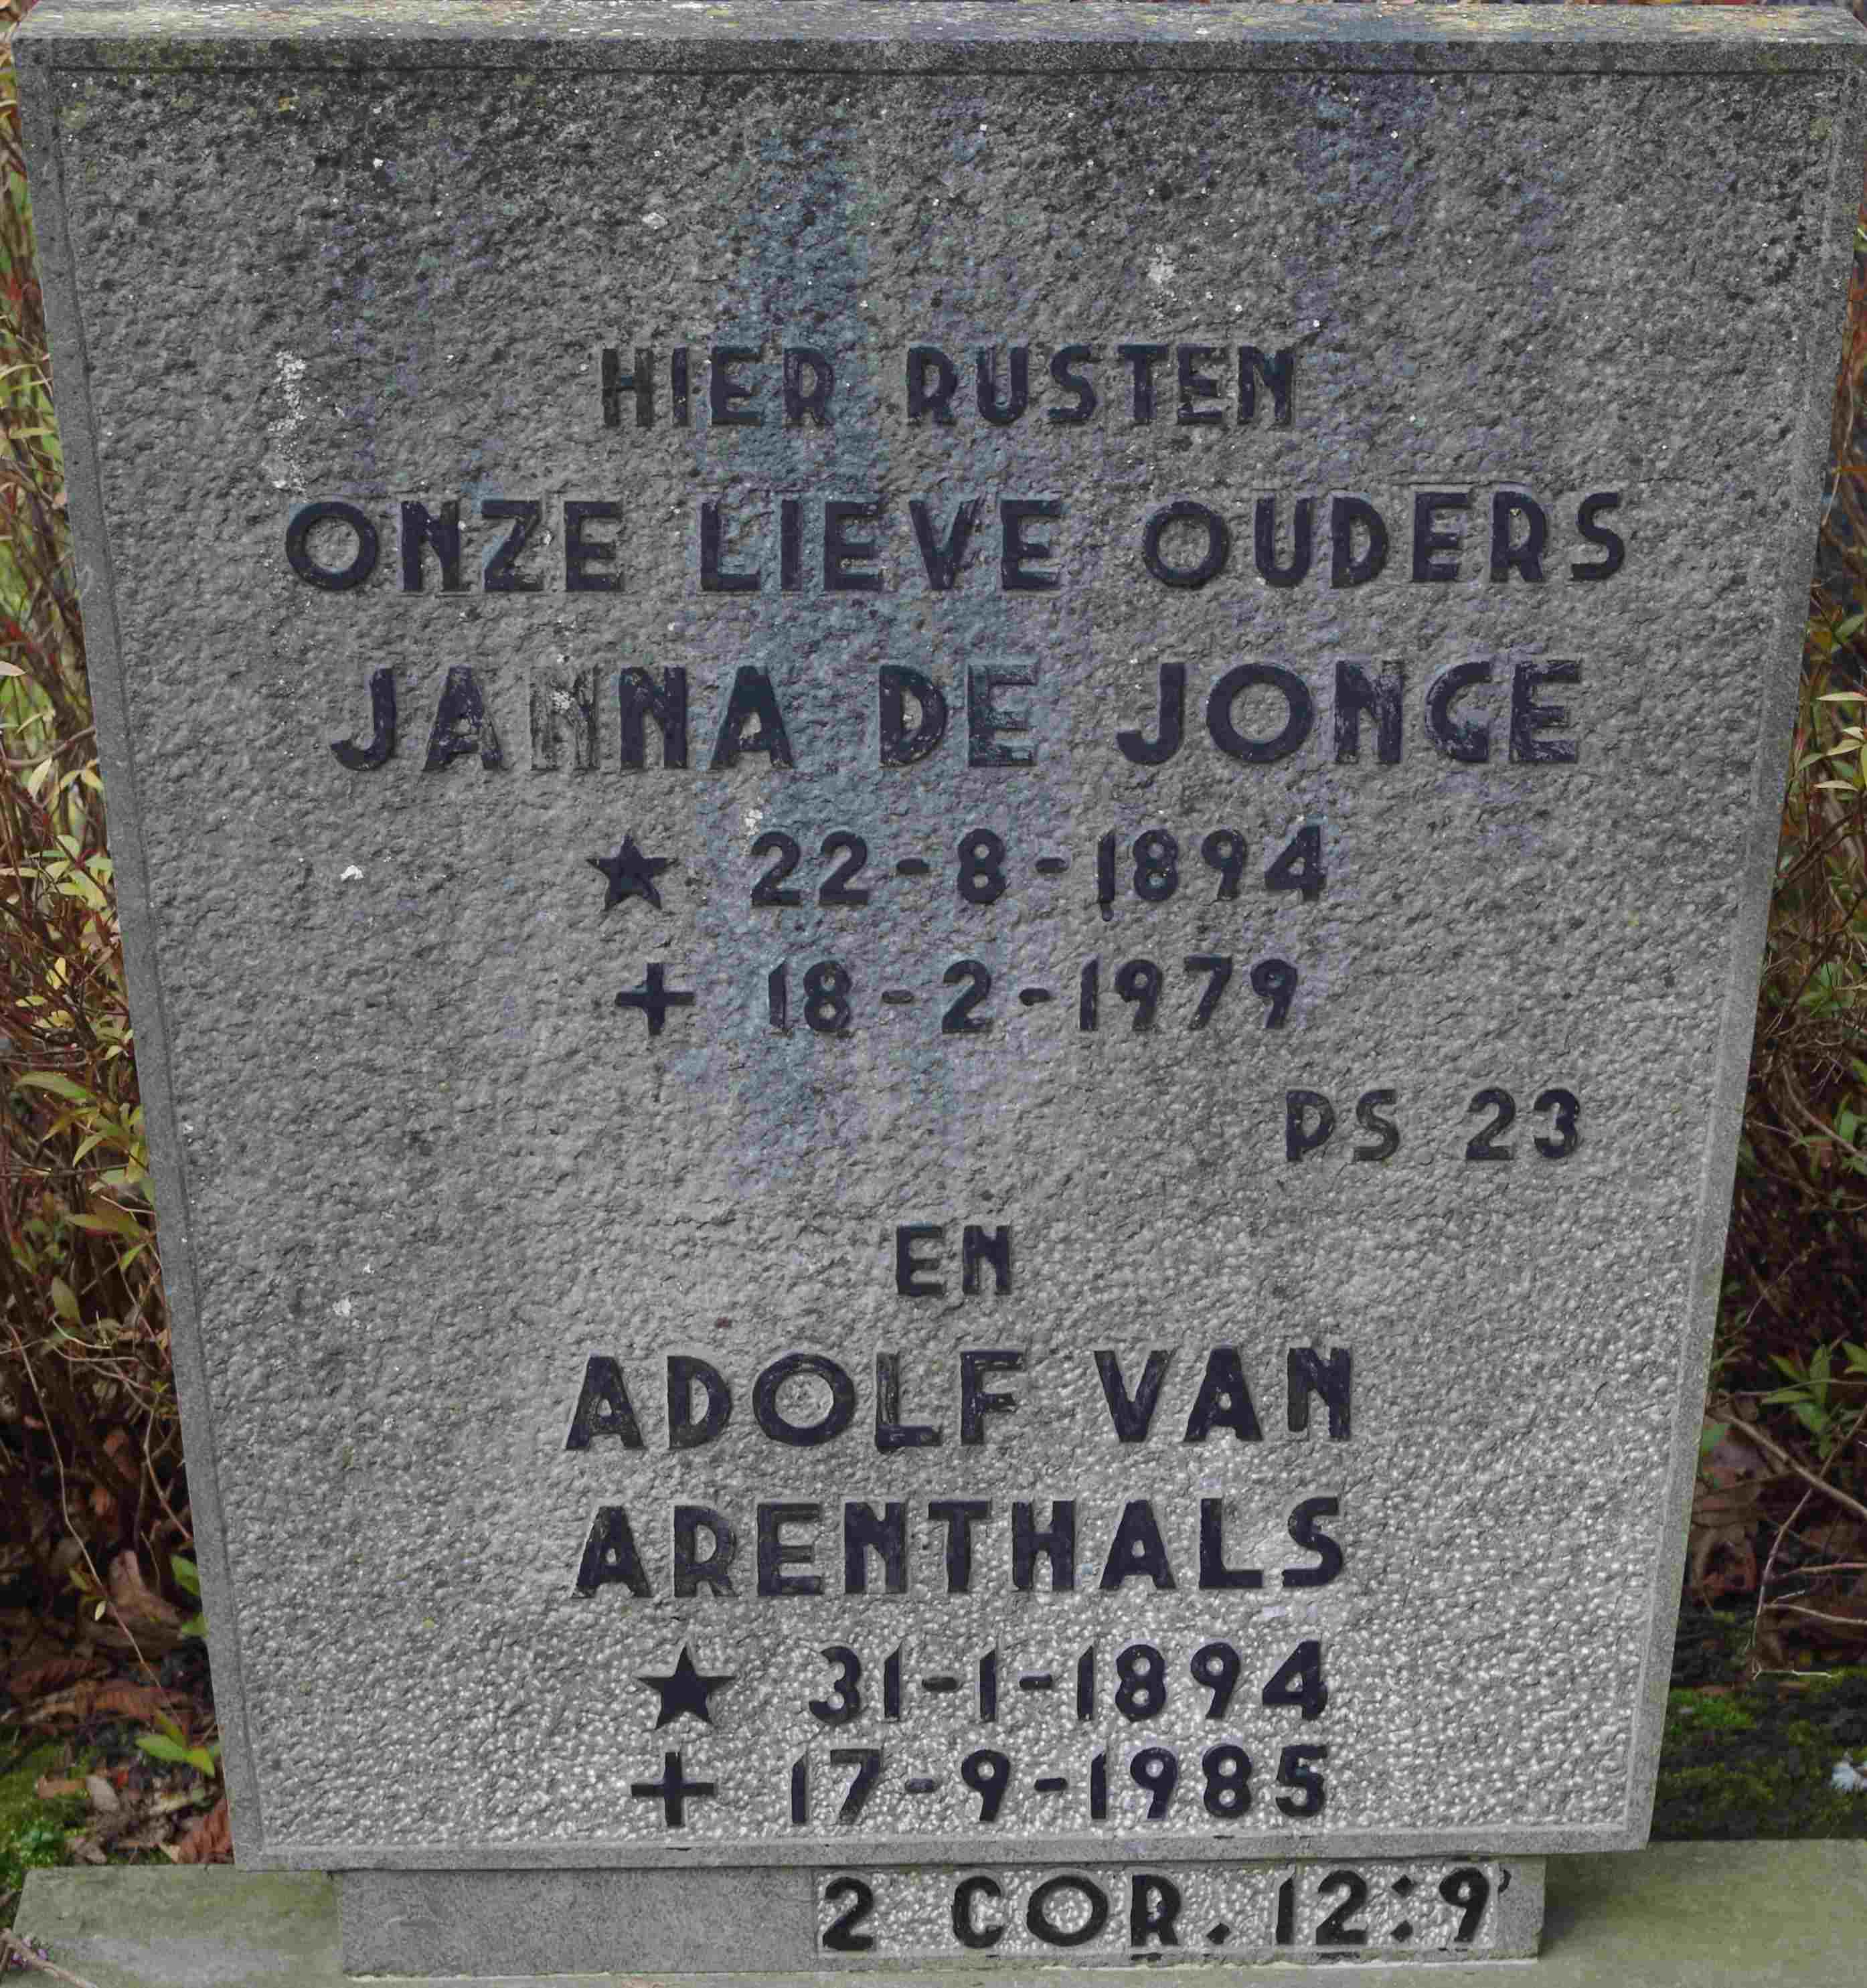 HIER RUSTEN
ONZE LIEVE OUDERS
JANNA DE JONGE
★ 22-8-1894
+ 18-2-1979
PS 23
EN
ADOLF VAN
ARENTHALS
★ 31-1-1894
+ 17-9-1985
2 COR. 12:9'